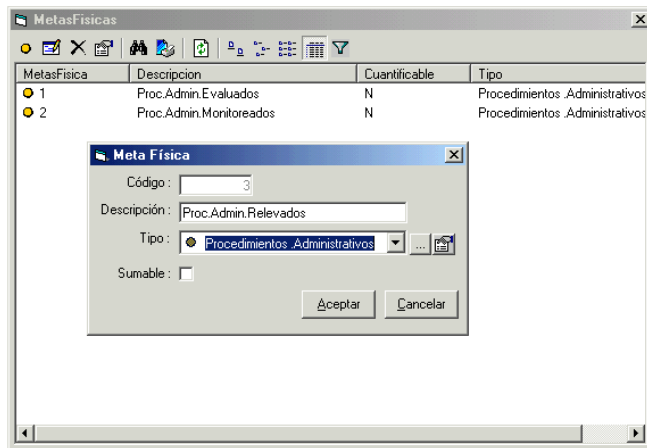 MetasFisicas
MetasFisica Descripcion Cuantificable Tipo
1 Proc.Admin.Evaluados N Procedimientos .Administrativos
2 Proc.Admin.Monitoreados N Procedimientos .Administrativos
Meta Física
Código : 3
Descripción : Proc.Admin.Relevados
Tipo : Procedimientos .Administrativos ...
Sumable :
Aceptar Cancelar